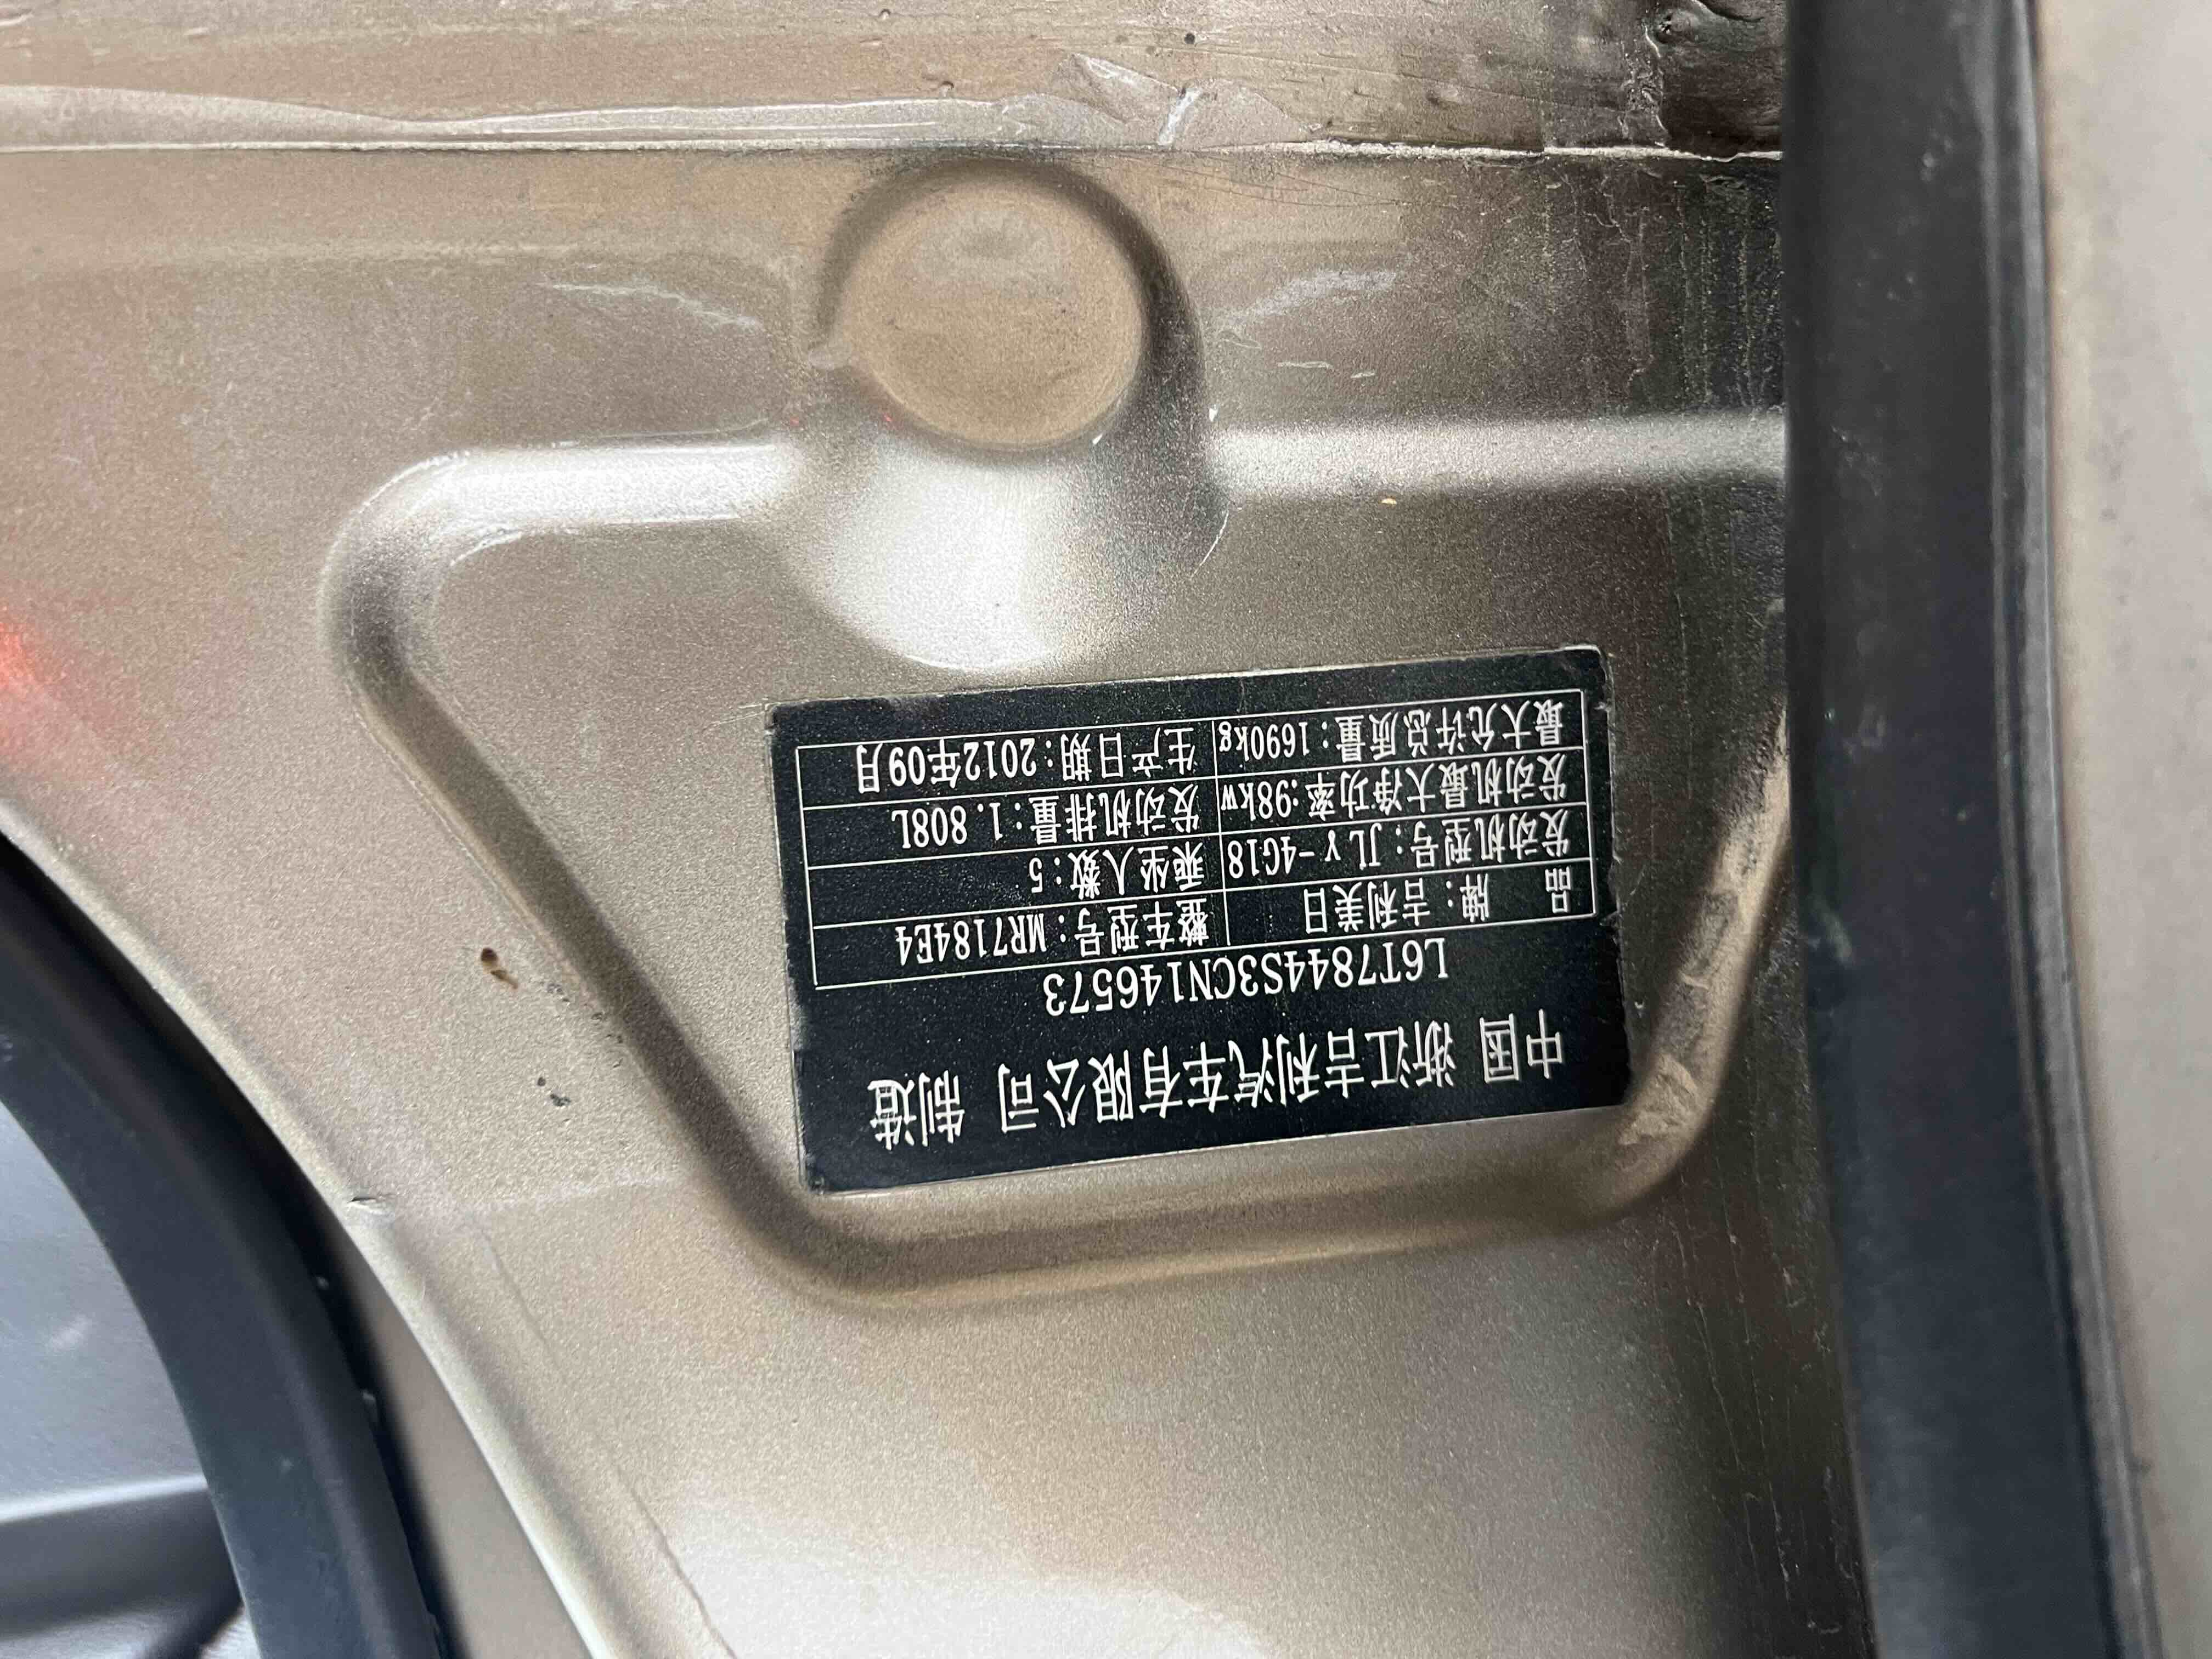 中国 浙江吉利汽车有限公司 制造
L6T7844S3CN146573
品 牌:吉利美日 整车型号:MR7184E4
发动机型号:JLγ-4G18 乘坐人数:5
发动机最大净功率:98kw 发动机排量:1.808L
最大允许总质量:1690kg 生产日期:2012年09月